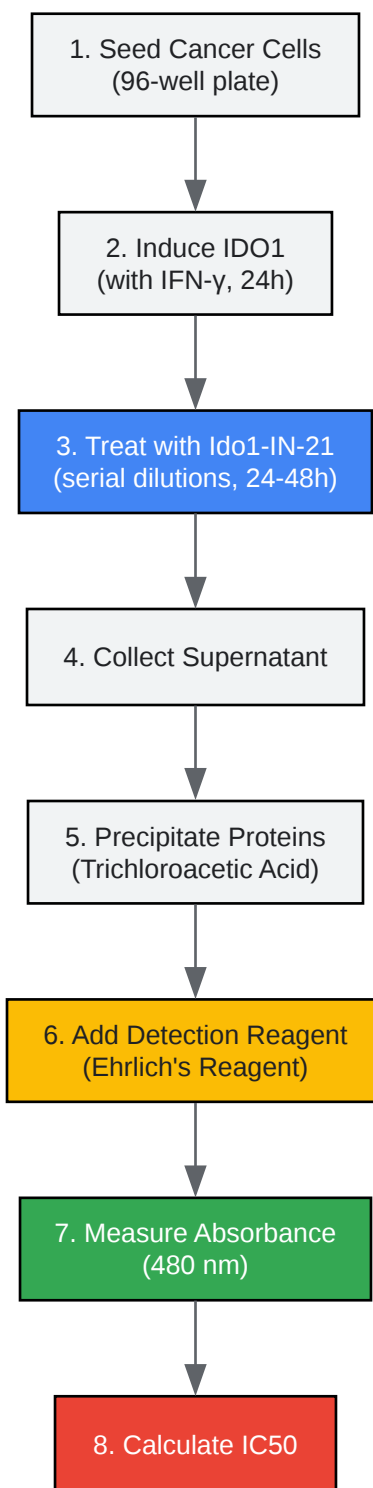 1. Seed Cancer Cells
(96-well plate)
2. Induce IDO1
(with IFN-γ, 24h)
3. Treat with Ido1-IN-21
(serial dilutions, 24-48h)
4. Collect Supernatant
5. Precipitate Proteins
(Trichloroacetic Acid)
6. Add Detection Reagent
(Ehrlich's Reagent)
7. Measure Absorbance
(480 nm)
8. Calculate IC50